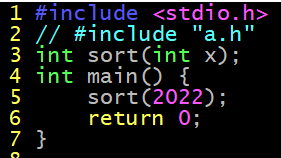 1 #include <stdio.h>
2 // #include "a.h"
3 int sort(int x);
4 int main() {
5     sort(2022);
6     return 0;
7 }
8